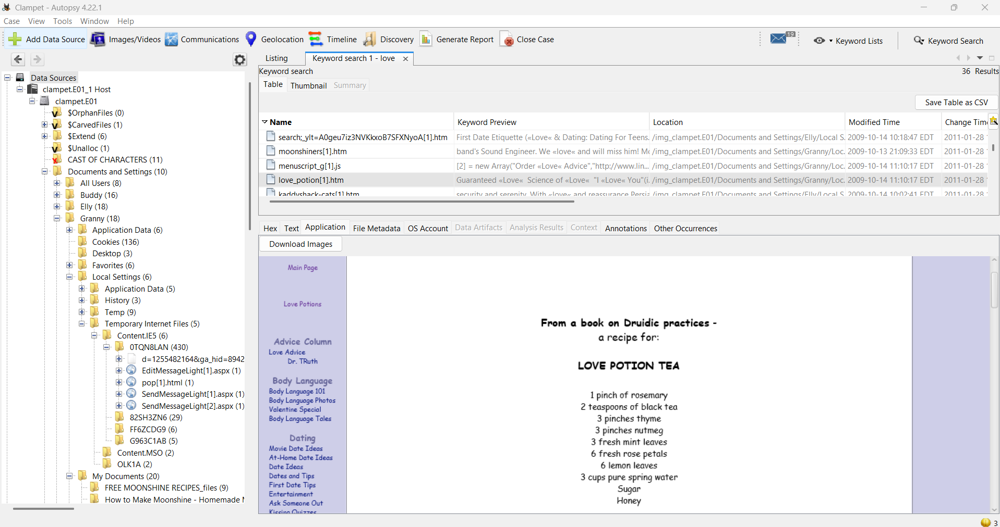 Clampet - Autopsy 4.22.1
Case View Tools Window Help
Add Data Source Images/Videos Communications Geolocation Timeline Discovery Generate Report Close Case 19 Keyword Lists Keyword Search
Data Sources
clampet.E01_1 Host
clampet.E01
$OrphanFiles (0)
$CarvedFiles (1)
$Extend (6)
$Unalloc (1)
CAST OF CHARACTERS (11)
Documents and Settings (10)
All Users (8)
Buddy (16)
Elly (18)
Granny (18)
Application Data (6)
Cookies (136)
Desktop (3)
Favorites (6)
Local Settings (6)
Application Data (5)
History (3)
Temp (9)
Temporary Internet Files (5)
Content.IE5 (6)
0TQN8LAN (430)
d=1255482164&ga_hid=8942
EditMessageLight[1].aspx (1)
pop[1].html (1)
SendMessageLight[1].aspx (1)
SendMessageLight[2].aspx (1)
82SH3ZN6 (29)
FF6ZCDG9 (6)
G963C1AB (5)
Content.MSO (2)
OLK1A (2)
My Documents (20)
FREE MOONSHINE RECIPES_files (9)
How to Make Moonshine - Homemade
Listing Keyword search 1 - love
Keyword search 36 Results
Table Thumbnail Summary
Save Table as CSV
Name Keyword Preview Location Modified Time Change Tim
search;_ylt=A0geu7iz3NVKkxoB7SFXNyoA[1].htm First Date Etiquette («Love« & Dating: Dating For Teens. /img_clampet.E01/Documents and Settings/Elly/Local S. 2009-10-14 10:18:47 EDT 2011-01-28
moonshiners[1].htm band's Sound Engineer. We «love« and will miss him! Mo /img_clampet.E01/Documents and Settings/Granny/Loc. 2009-10-13 21:09:33 EDT 2011-01-28
menuscript_g[1].js [2] = new Array("Order «Love« Advice","http://www.lin... /img_clampet.E01/Documents and Settings/Granny/Loc. 2009-10-14 11:10:17 EDT 2011-01-28
love_potion[1].htm Guaranteed «Love« Science of «Love« "I «Love« You"(i. /img_clampet.E01/Documents and Settings/Granny/Loc. 2009-10-14 11:10:17 EDT 2011-01-28
kaddyshack-cats[1].htm security and serenity. With «love« and reassurance Persia /img_clampet.E01/Documents and Settings/Elly/Local S 2009-10-14 10:02:41 EDT 2011-01-28
Hex Text Application File Metadata OS Account Data Artifacts Analysis Results Context Annotations Other Occurrences
Download Images
Main Page
Love Potions
Advice Column
Love Advice
Dr. TRuth
Body Language
Body Language 101
Body Language Photos
Valentine Special
Body Language Tales
Dating
Movie Date Ideas
At-Home Date Ideas
Date Ideas
Dates and Tips
First Date Tips
Entertainment
Ask Someone Out
Kissing Quizzes
From a book on Druidic practices -
a recipe for:
LOVE POTION TEA
1 pinch of rosemary
2 teaspoons of black tea
3 pinches thyme
3 pinches nutmeg
3 fresh mint leaves
6 fresh rose petals
6 lemon leaves
3 cups pure spring water
Sugar
Honey
3